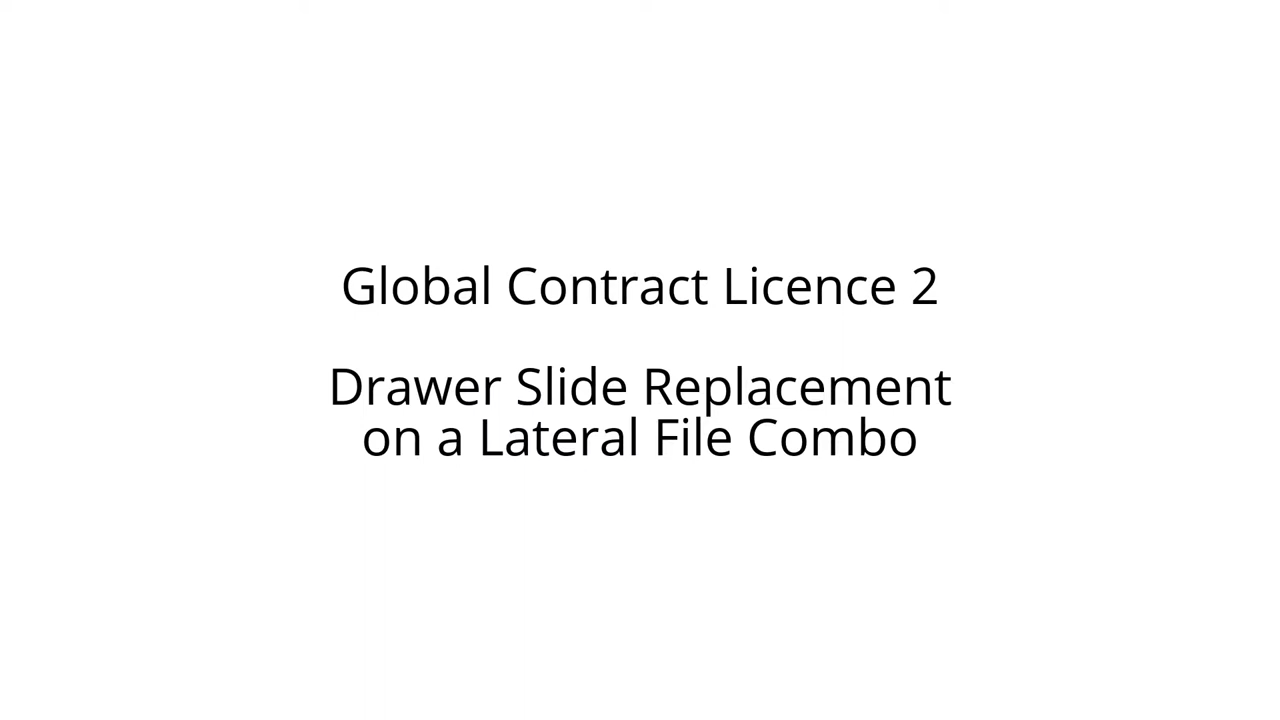 Global Contract Licence 2
Drawer Slide Replacement
on a Lateral File Combo